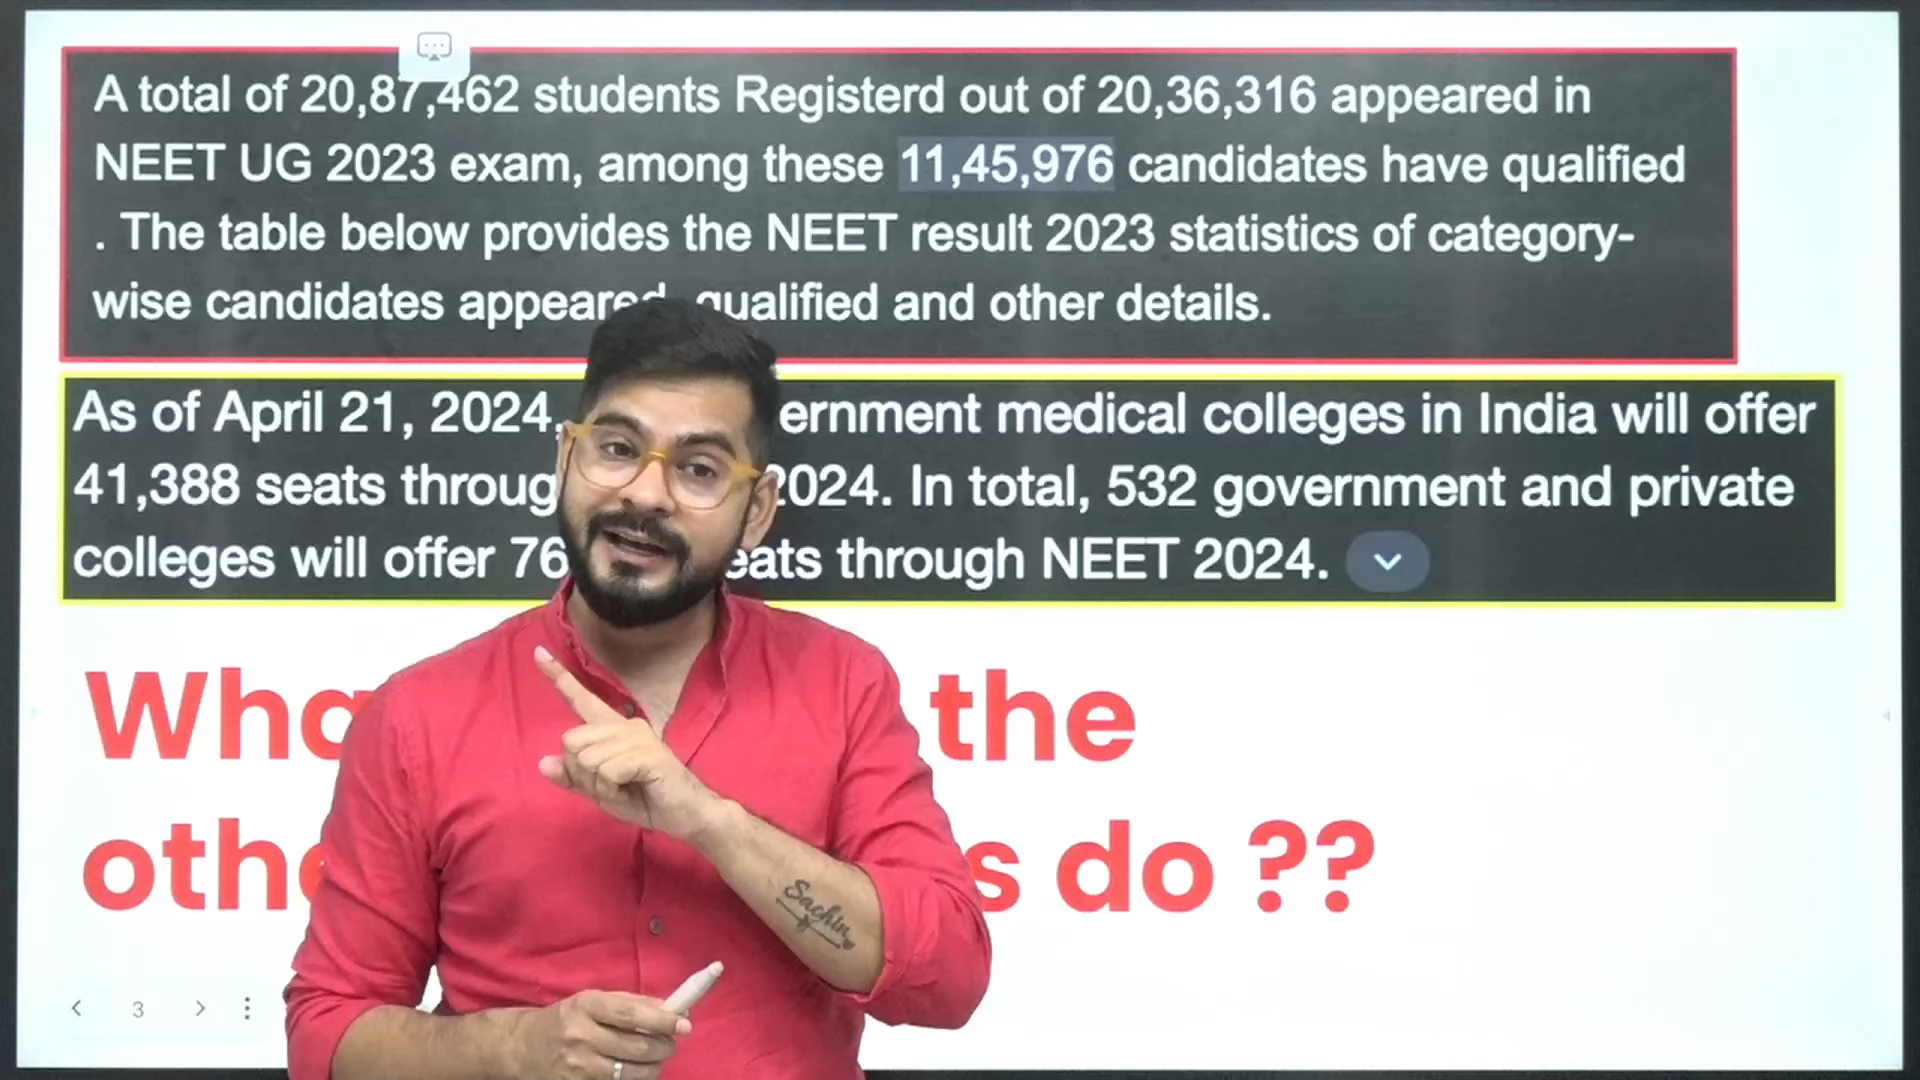 A total of 20,87,462 students Registerd out of 20,36,316 appeared in
NEET UG 2023 exam, among these 11,45,976 candidates have qualified
. The table below provides the NEET result 2023 statistics of category-
wise candidates appeared, qualified and other details.
As of April 21, 2024, ernment medical colleges in India will offer
41,388 seats throug 2024. In total, 532 government and private
colleges will offer 76 eats through NEET 2024.
the
do ??
Sachin
3